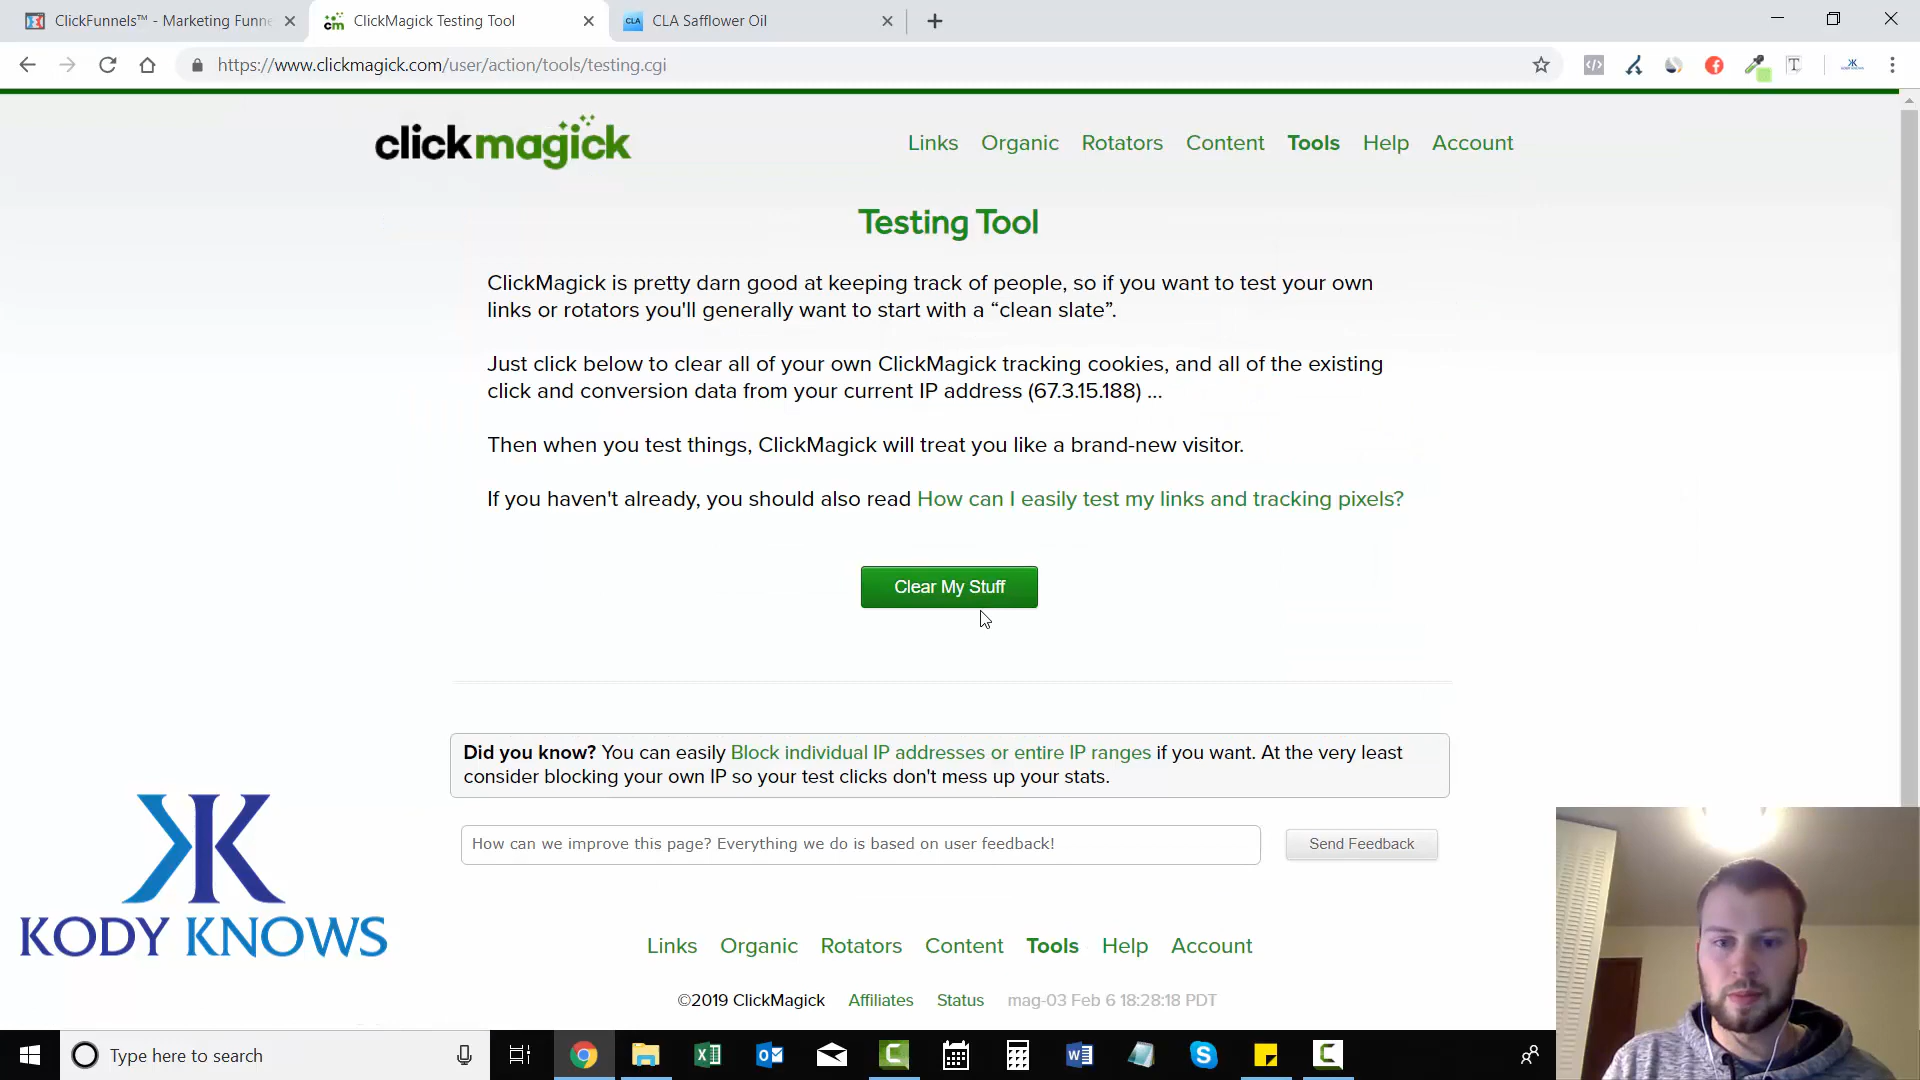 ClickFunnels™ - Marketing Funne
ClickMagick Testing Tool
CLA Safflower Oil
https://www.clickmagick.com/user/action/tools/testing.cgi
clickmagick
Links Organic Rotators Content Tools Help Account
Testing Tool
ClickMagick is pretty darn good at keeping track of people, so if you want to test your own
links or rotators you'll generally want to start with a “clean slate”.
Just click below to clear all of your own ClickMagick tracking cookies, and all of the existing
click and conversion data from your current IP address (67.3.15.188) ...
Then when you test things, ClickMagick will treat you like a brand-new visitor.
If you haven't already, you should also read How can I easily test my links and tracking pixels?
Clear My Stuff
Did you know? You can easily Block individual IP addresses or entire IP ranges if you want. At the very least
consider blocking your own IP so your test clicks don't mess up your stats.
How can we improve this page? Everything we do is based on user feedback!
Send Feedback
KODY KNOWS
Links Organic Rotators Content Tools Help Account
©2019 ClickMagick Affiliates Status mag-03 Feb 6 18:28:18 PDT
Type here to search